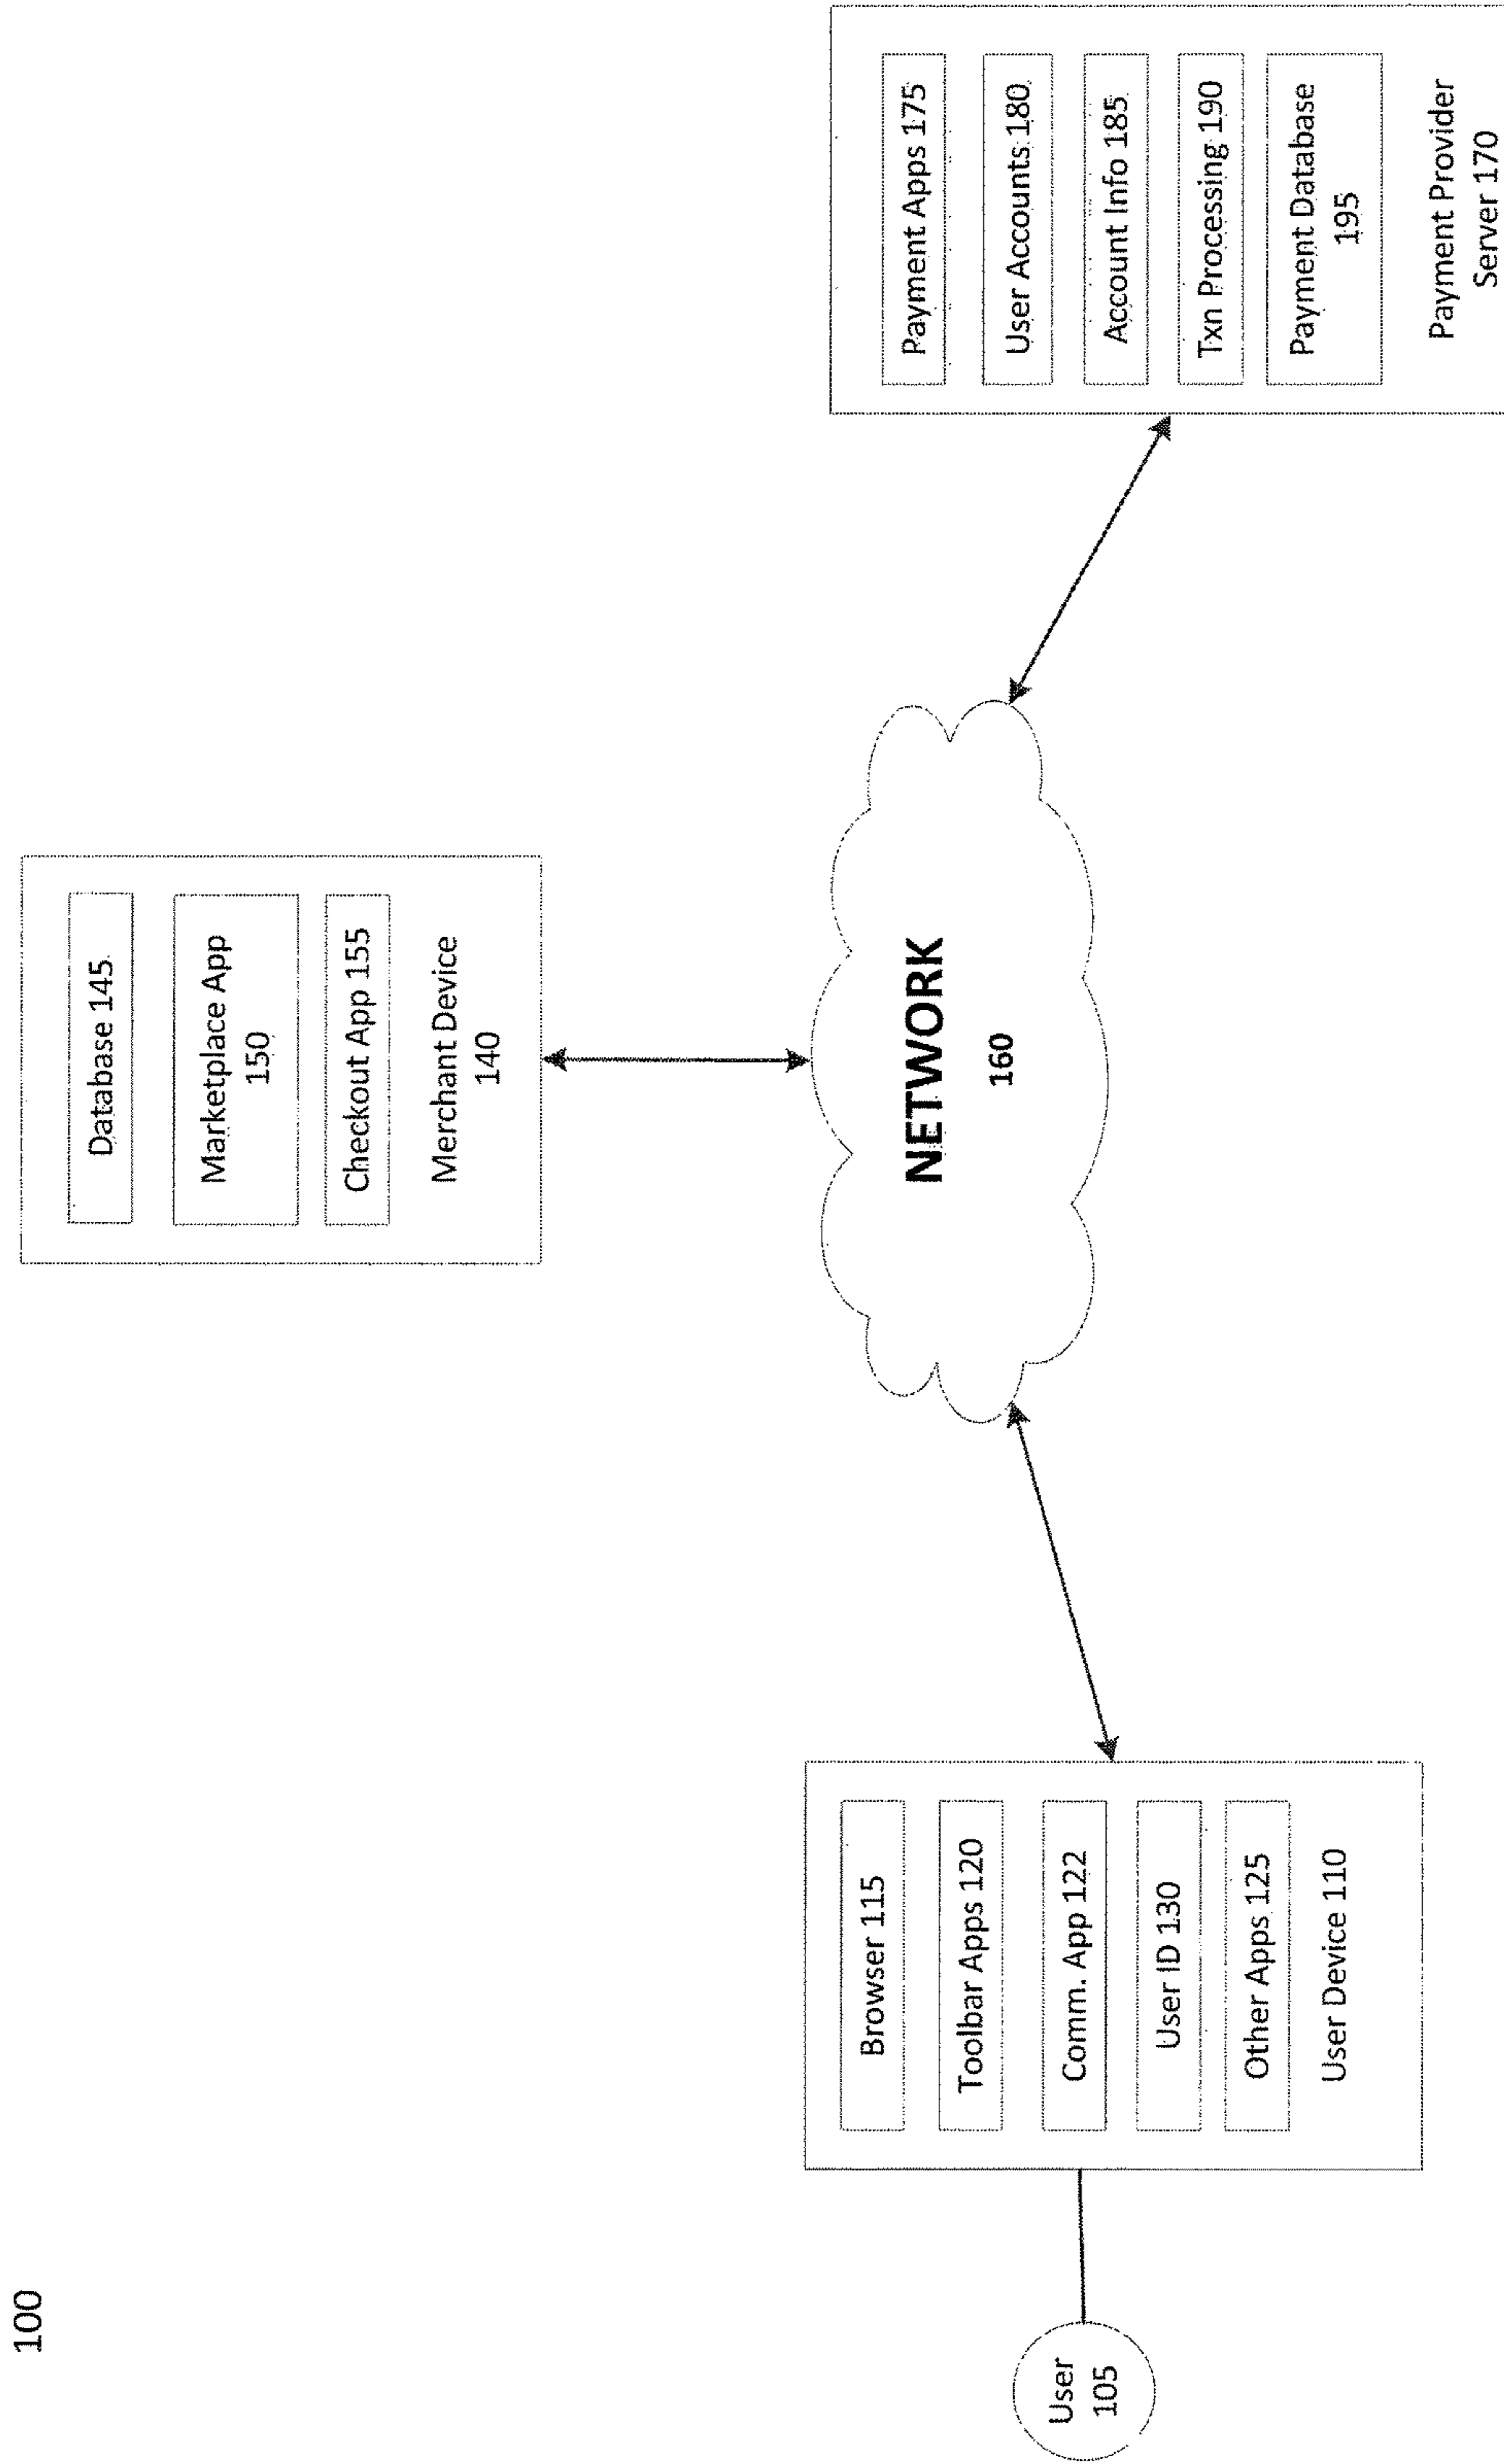 100
Database 145
Marketplace App
150
Checkout App 155
Merchant Device
140
User
105
Browser 115
Toolbar Apps 120
Comm. App 122
User ID 130
Other Apps 125
User Device 110
NETWORK
160
Payment Apps 175
User Accounts 180
Account Info 185
Txn Processing 190
Payment Database
195
Payment Provider
Server 170